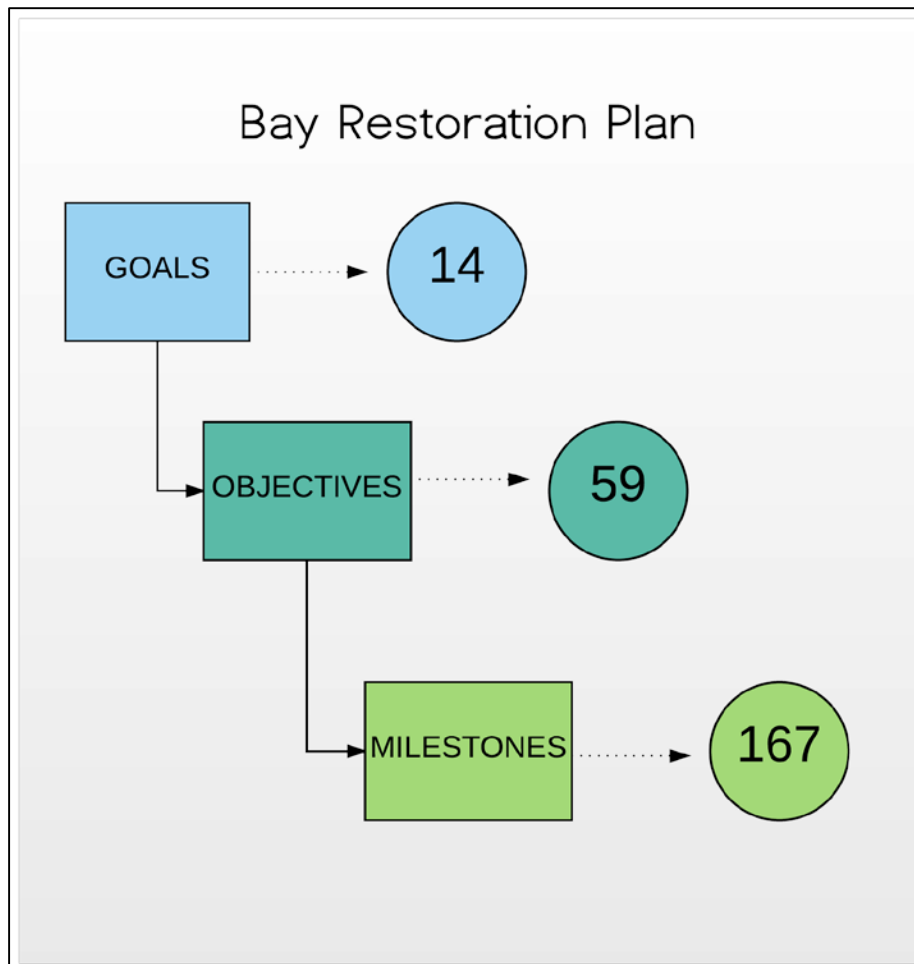 Bay Restoration Plan
GOALS
14
OBJECTIVES
59
MILESTONES
167